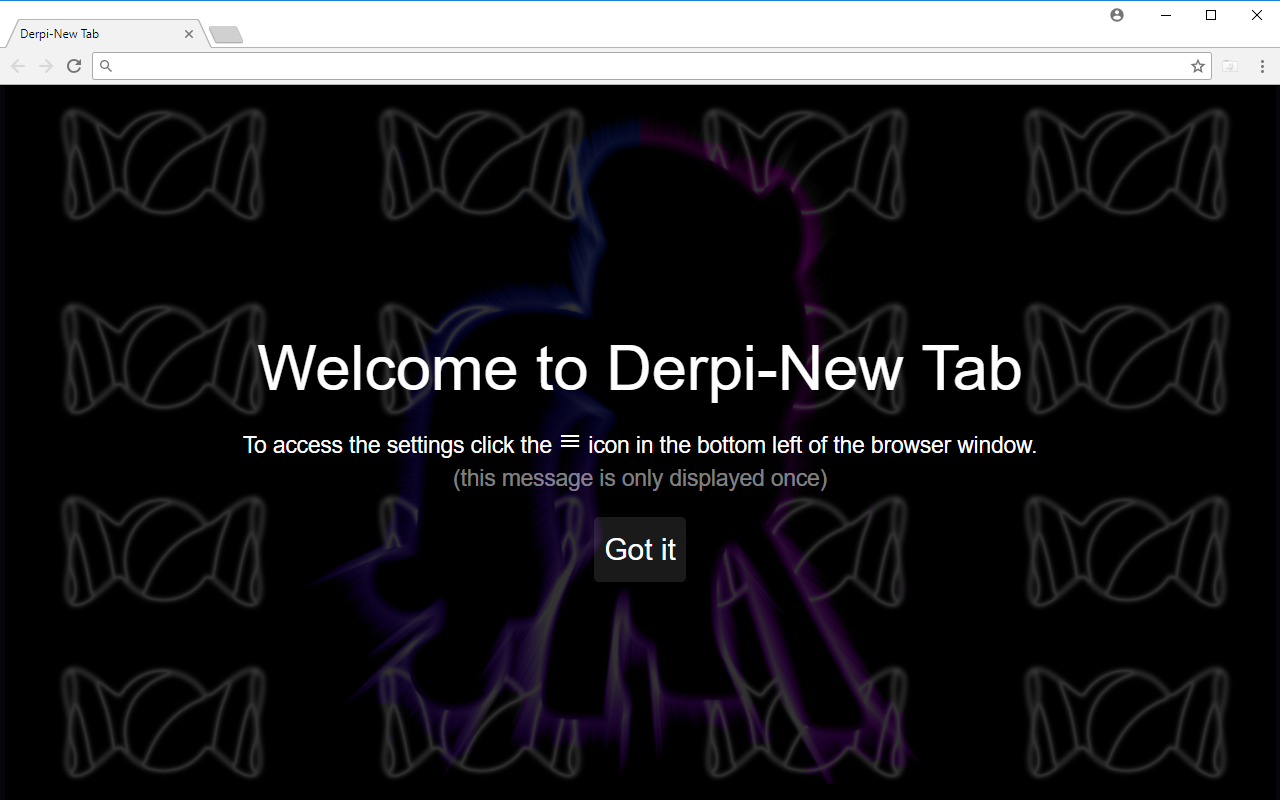 Derpi-New Tab
Welcome to Derpi-New Tab
To access the settings click the icon in the bottom left of the browser window.
(this message is only displayed once)
Got it